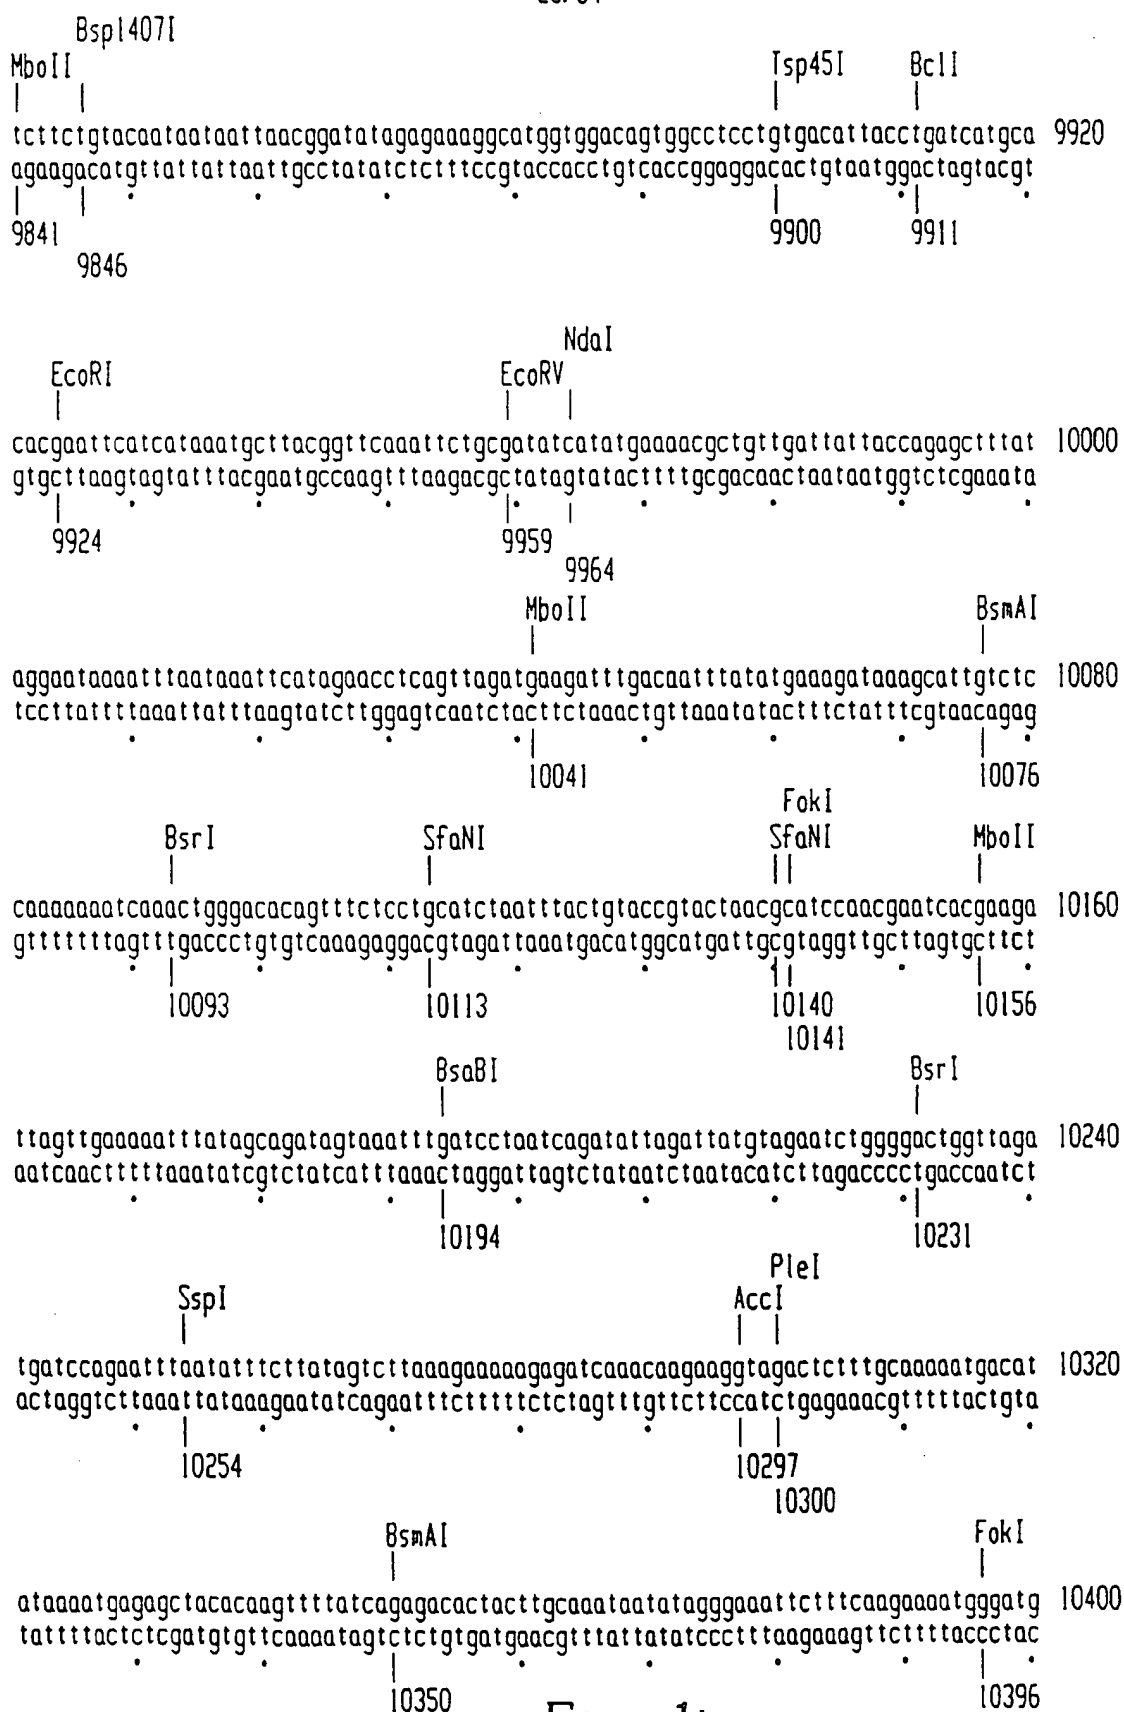 Bsp1407I
MboII Tsp45I BclI
tcttctgtacaataataattaacggatatagagaaaggcatggtggacagtggcctcctgtgacattacctgatcatgca 9920
agaagacatgttattattaattgcctatatctctttccgtaccacctgtcaccggaggacactgtaatggactagtacgt
9841 9900 9911
9846
NdaI
EcoRI EcoRV
cacgaattcatcataaatgcttacggttcaaattctgcgatatcatatgaaaacgctgttgattattaccagagctttat 10000
gtgcttaagtagtatttacgaatgccaagtttaagacgctatagtatacttttgcgacaactaataatggtctcgaaata
9924 9959
9964
MboII BsmAI
aggaataaaatttaataaattcatagaacctcagttagatgaagatttgacaatttatatgaaagataaagcattgtctc 10080
tccttattttaaattatttaagtatcttggagtcaatctacttctaaactgttaaatatactttctatttcgtaacagag
10041 10076
FokI
BsrI SfaNI SfaNI MboII
caaaaaaatcaaactgggacacagtttctcctgcatctaatttactgtaccgtactaacgcatccaacgaatcacgaaga 10160
gtttttttagtttgaccctgtgtcaaagaggacgtagattaaatgacatggcatgattgcgtaggttgcttagtgcttct
10093 10113 10140 10156
10141
BsaBI BsrI
ttagttgaaaaatttatagcagatagtaaatttgatcctaatcagatattagattatgtagaatctggggactggttaga 10240
aatcaactttttaaatatcgtctatcatttaaactaggattagtctataatctaatacatcttagacccctgaccaatct
10194 10231
PleI
SspI AccI
tgatccagaatttaatatttcttatagtcttaaagaaaaagagatcaaacaagaaggtagactctttgcaaaaatgacat 10320
actaggtcttaaattataaagaatatcagaatttctttttctctagtttgttcttccatctgagaaacgtttttactgta
10254 10297
10300
BsmAI FokI
ataaaatgagagctacacaagttttatcagagacactacttgcaaataatatagggaaattctttcaagaaaatgggatg 10400
tattttactctcgatgtgttcaaaatagtctctgtgatgaacgtttattatatccctttaagaaagttcttttaccctac
10350 10396